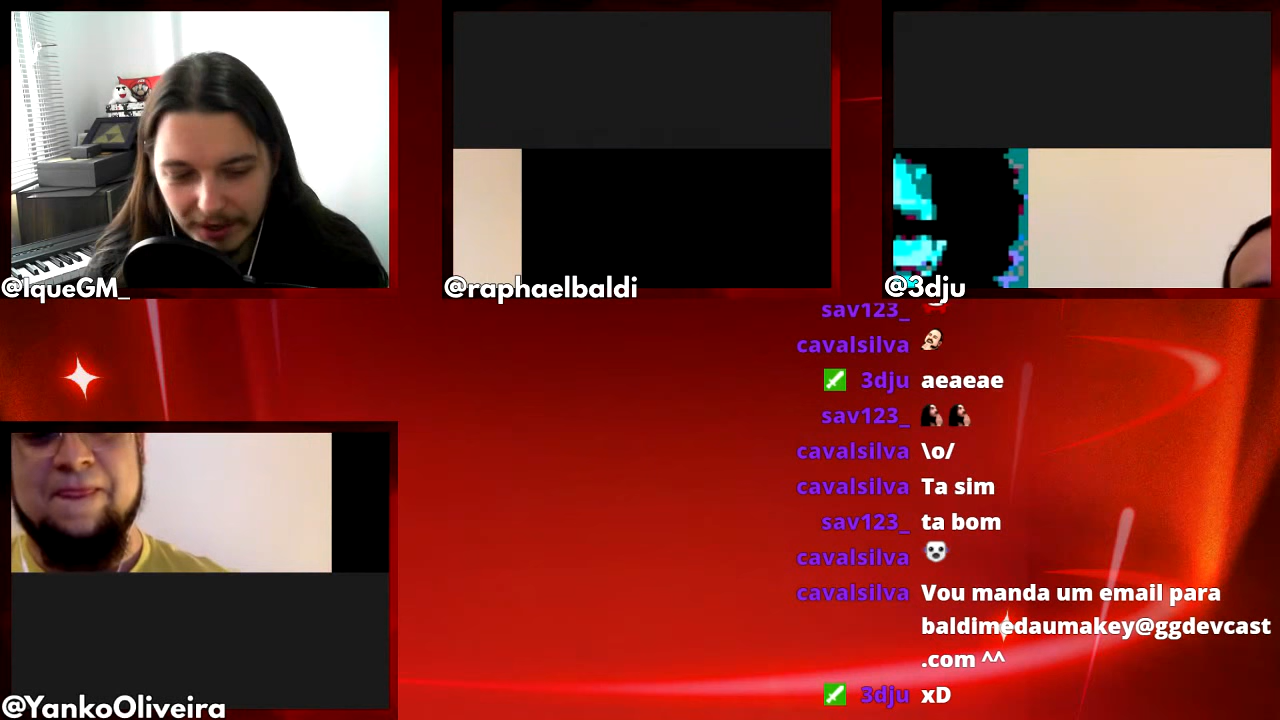 @IqueGM_
@raphaelbaldi
@3dju
sav123_
cavalsilva
3dju aeaeae
sav123_
cavalsilva \o/
cavalsilva Ta sim
sav123_ ta bom
cavalsilva
cavalsilva Vou manda um email para
baldimedaumakey@ggdevcast
.com ^^
3dju xD
@YankoOliveira